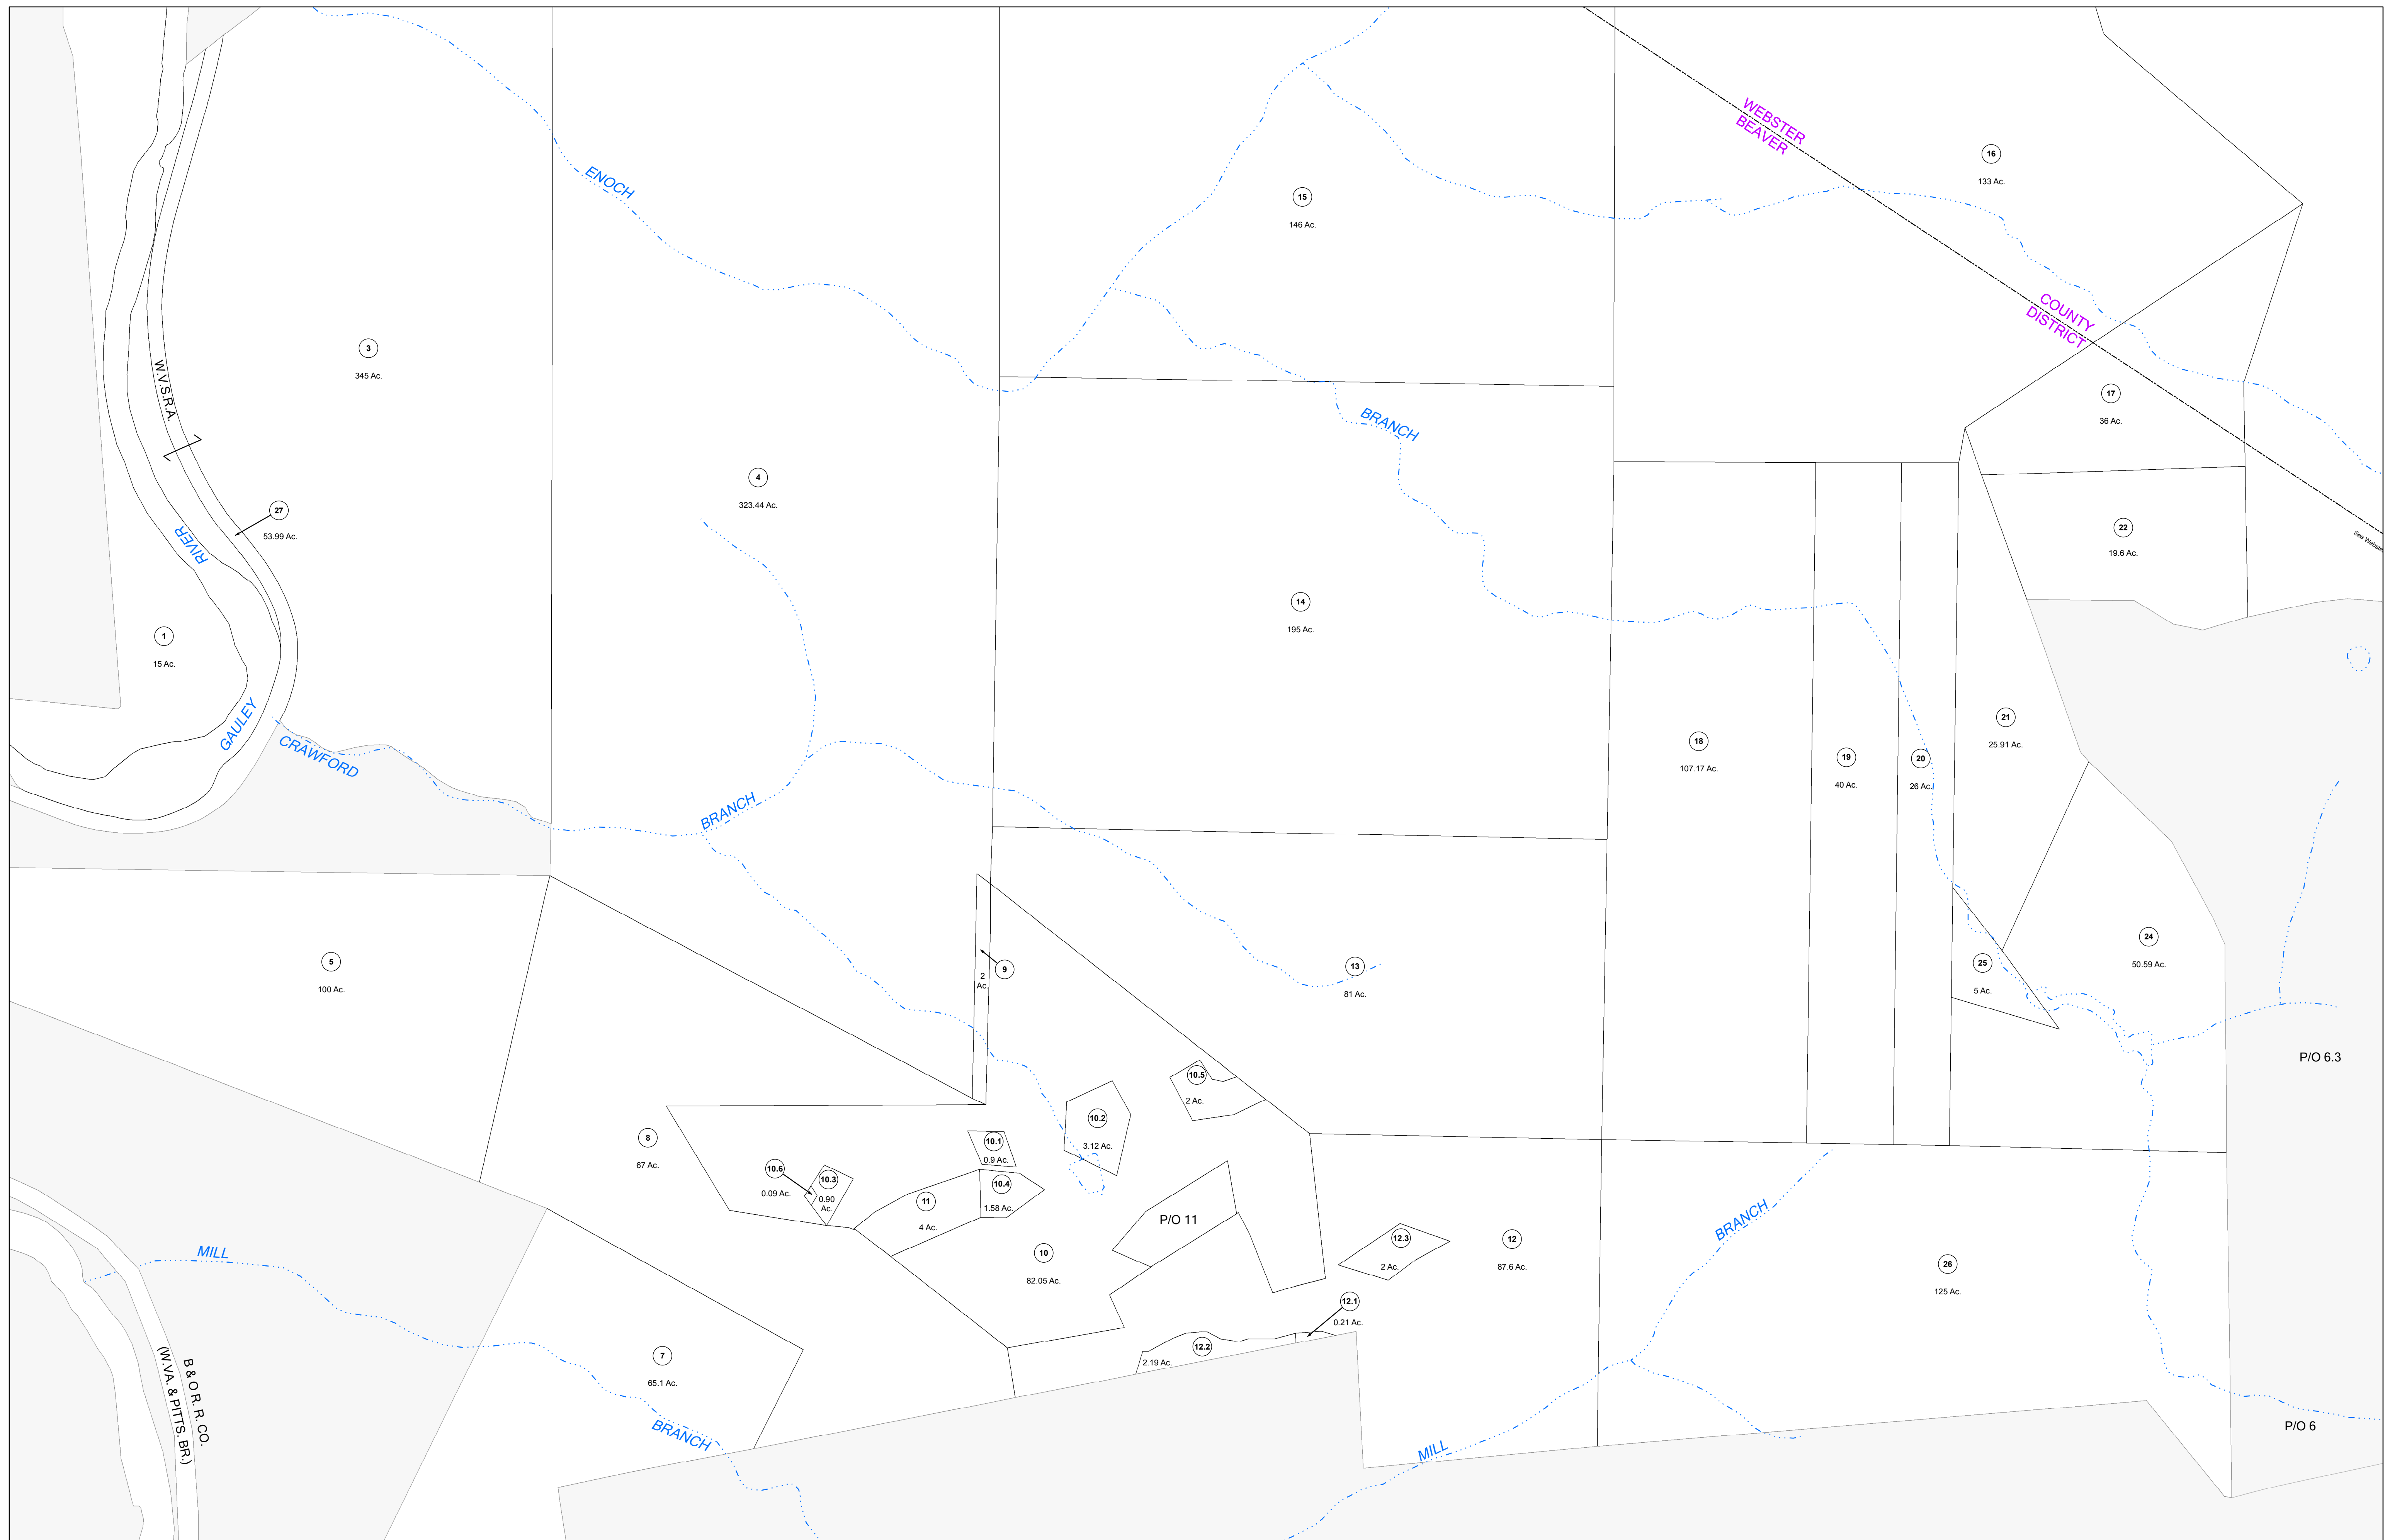 WEBSTER
BEAVER
16
133 Ac.
ENOCH
15
146 Ac.
COUNTY
DISTRICT
3
345 Ac.
W.V.S.R.A.
17
36 Ac.
BRANCH
4
323.44 Ac.
27
53.99 Ac.
RIVER
22
19.6 Ac.
See Webste
14
195 Ac.
1
15 Ac.
GAULEY
CRAWFORD
21
25.91 Ac.
18
107.17 Ac.
19
40 Ac.
20
26 Ac.
BRANCH
5
100 Ac.
9
2
Ac.
13
81 Ac.
25
5 Ac.
24
50.59 Ac.
P/O 6.3
10.5
2 Ac.
10.2
3.12 Ac.
8
67 Ac.
10.1
0.9 Ac.
10.6
0.09 Ac.
10.3
0.90
Ac.
10.4
1.58 Ac.
11
4 Ac.
P/O 11
10
82.05 Ac.
12.3
2 Ac.
12
87.6 Ac.
BRANCH
26
125 Ac.
MILL
12.1
0.21 Ac.
12.2
2.19 Ac.
7
65.1 Ac.
B & O R. R. CO.
(W.VA. & PITTS. BR.)
BRANCH
MILL
P/O 6